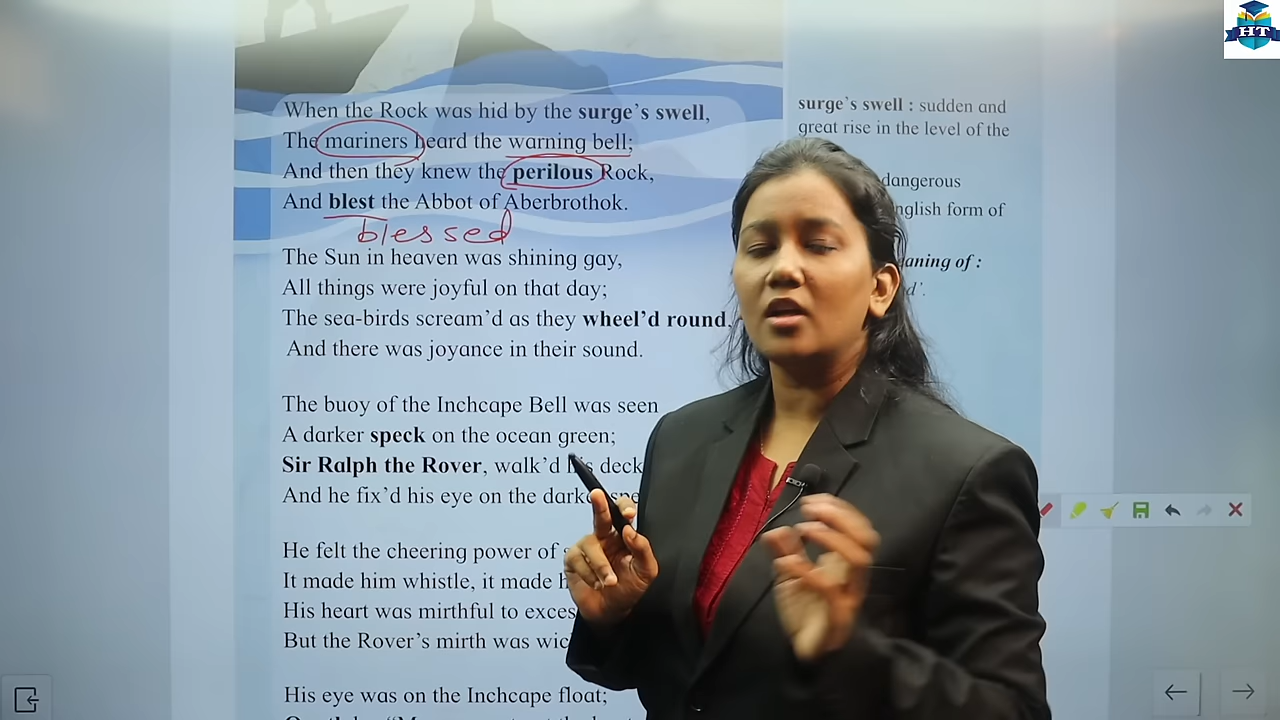 HT
When the Rock was hid by the surge's swell,
The mariners heard the warning bell;
And then they knew the perilous Rock,
And blest the Abbot of Aberbrothok.
blessed
The Sun in heaven was shining gay,
All things were joyful on that day;
The sea-birds scream'd as they wheel'd round,
And there was joyance in their sound.
The buoy of the Inchcape Bell was seen
A darker speck on the ocean green;
Sir Ralph the Rover, walk'd his deck
And he fix'd his eye on the
He felt the cheering power of
It made him whistle, it made
His heart was mirthful to
But the Rover's mirth was
His eye was on the Inchcape float;
surge's swell : sudden and
great rise in the level of the
dangerous
form of
of :